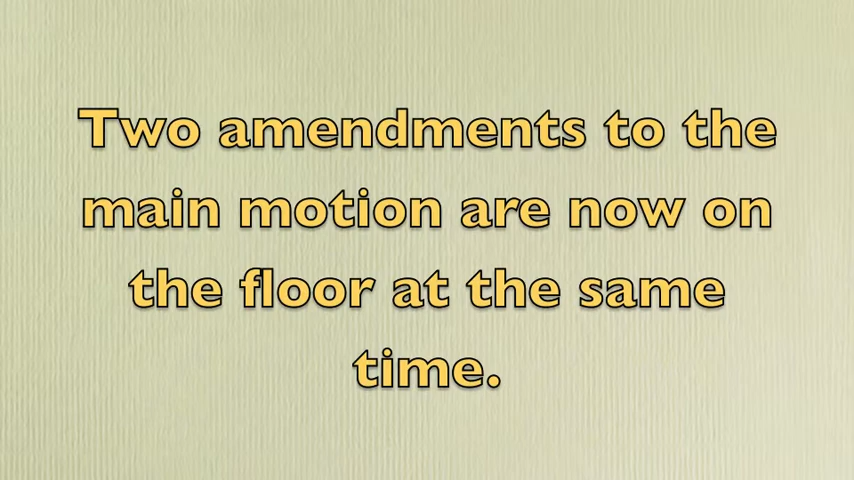 Two amendments to the
main motion are now on
the floor at the same
time.